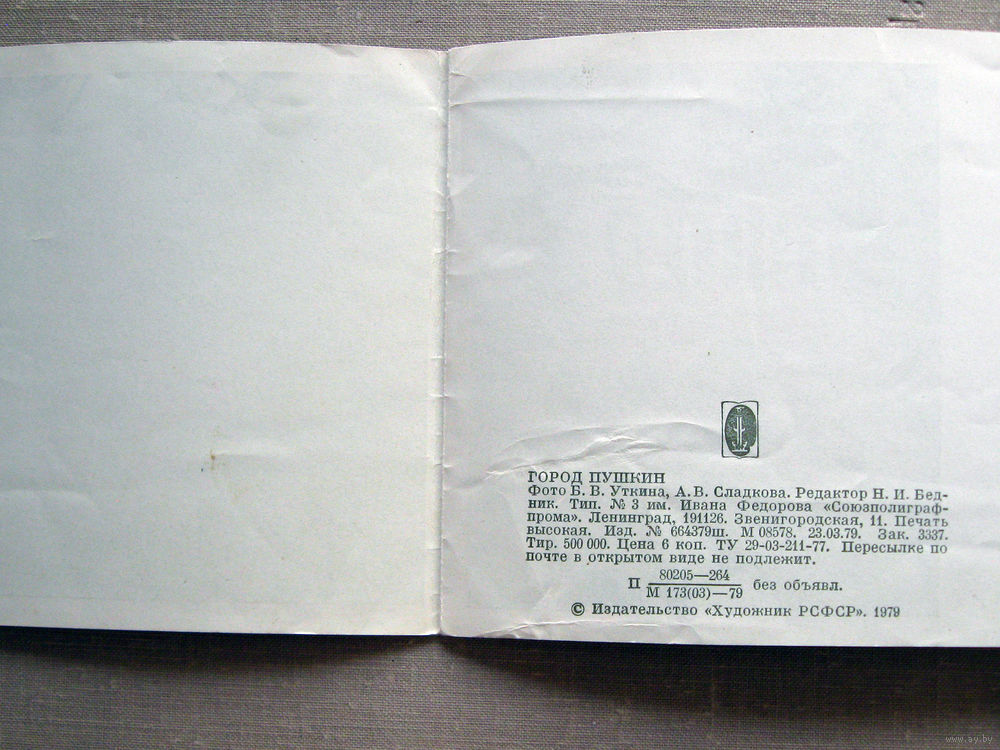 ГОРОД ПУШКИН
Фото Б. В. Уткина, А. В. Сладкова. Редактор Н. И. Бед-
ник. Тип. № 3 им. Ивана Федорова «Союзполиграф-
прома». Ленинград, 191126. Звенигородская, 11. Печать
высокая. Изд. № 664379ш. М 08578. 23.03.79. Зак. 3337.
Тир. 500 000. Цена 6 коп. ТУ 29-03-211-77. Пересылке по
почте в открытом виде не подлежит.
П 80205—264 без объявл.
М 173(03)—79
© Издательство «Художник РСФСР». 1979
www.ay.by